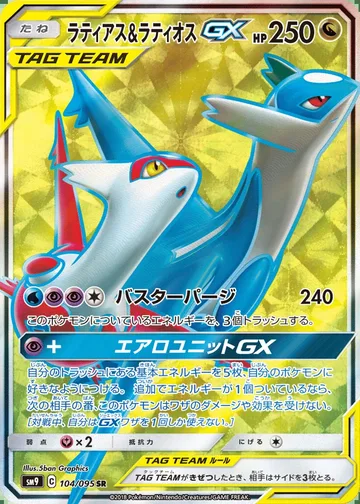 たね ラティアス&ラティオスGX HP 250
TAG TEAM
バスターパージ 240
このポケモンについているエネルギーを、3個トラッシュする。
+ エアロユニットGX
自分のトラッシュにある基本エネルギーを5枚、自分のポケモンに
好きなようにつける。追加でエネルギーが1個ついているなら、
次の相手の番、このポケモンはワザのダメージや効果を受けない。
[対戦中、自分はGXワザを1回しか使えない。]
弱点 ×2 抵抗力 にげる
Illus.5ban Graphics
sm9 C 104/095 SR
TAG TEAM ルール
タッグチーム
TAG TEAMがきぜつしたとき、相手はサイドを3枚とる。
©2018 Pokémon/Nintendo/Creatures/GAME FREAK.